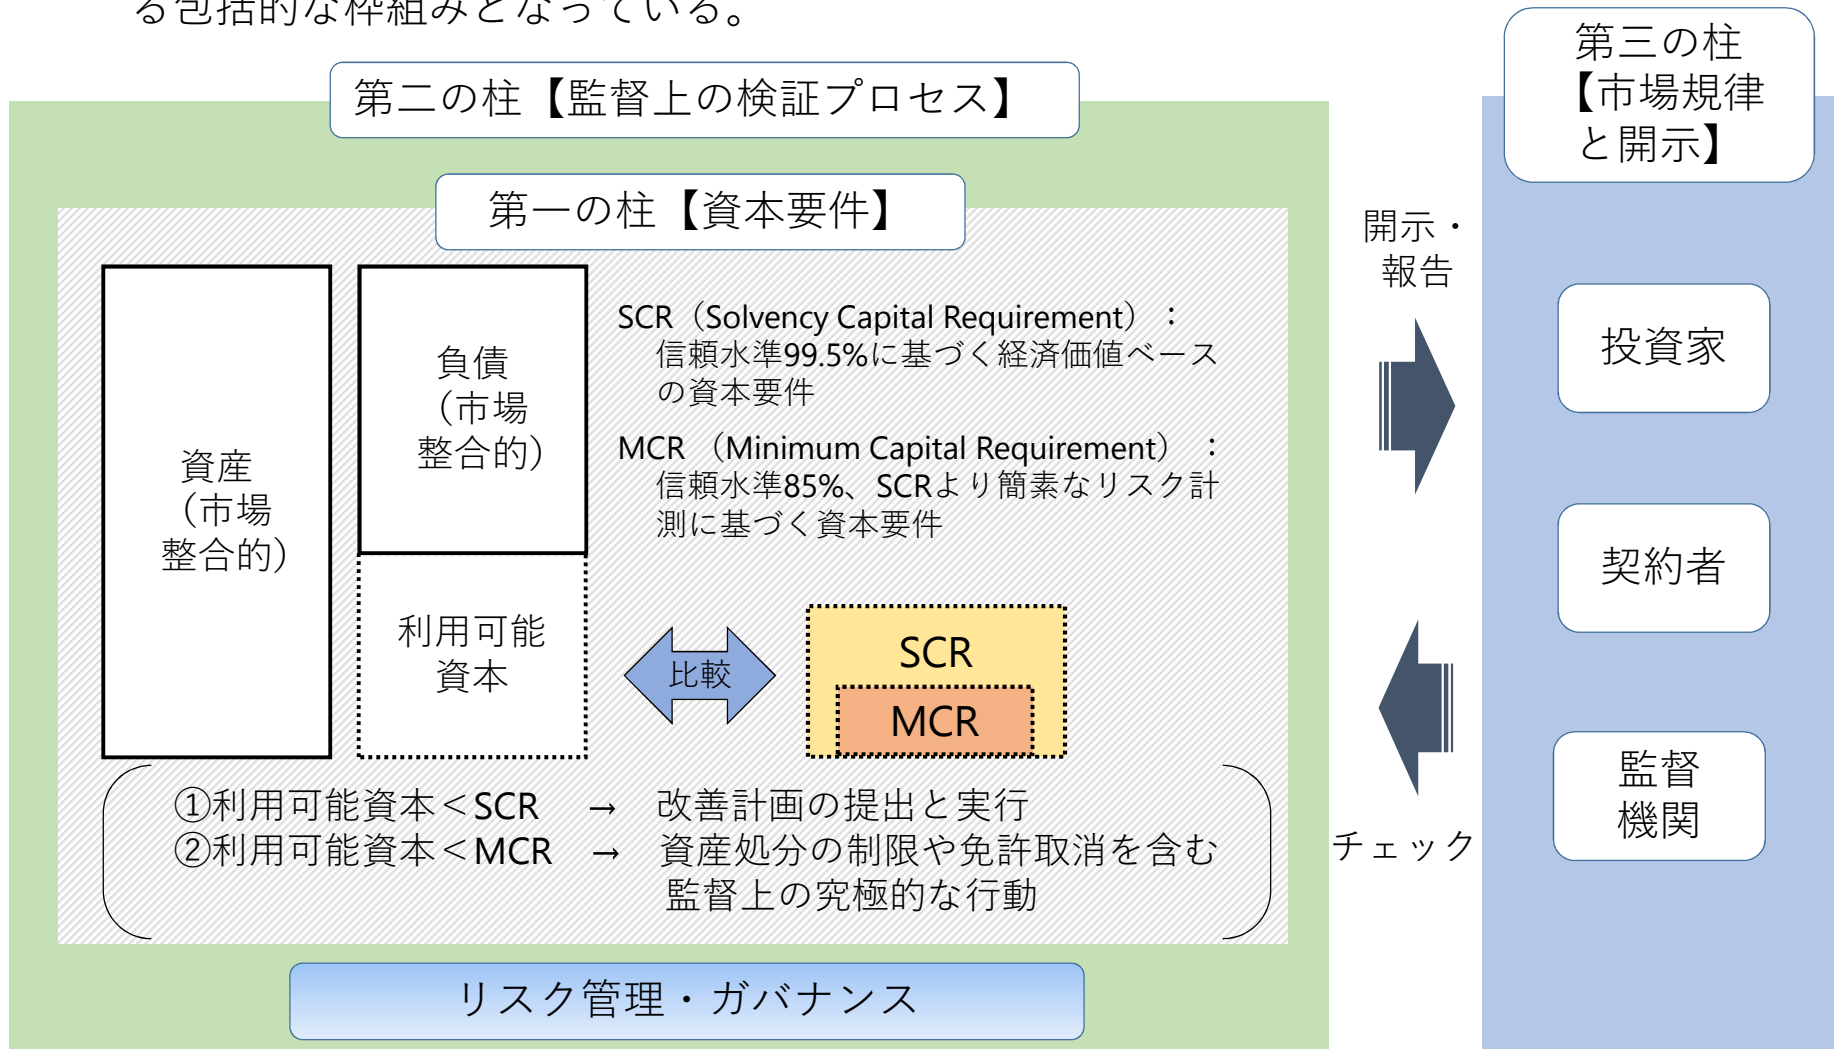 る包括的な枠組みとなっている。
第二の柱【監督上の検証プロセス】
第一の柱【資本要件】
資産
（市場
整合的）
負債
（市場
整合的）
利用可能
資本
SCR（Solvency Capital Requirement）：
信頼水準99.5%に基づく経済価値ベース
の資本要件
MCR （Minimum Capital Requirement） ：
信頼水準85%、SCRより簡素なリスク計
測に基づく資本要件
比較
SCR
MCR
①利用可能資本＜SCR → 改善計画の提出と実行
②利用可能資本＜MCR → 資産処分の制限や免許取消を含む
監督上の究極的な行動
リスク管理・ガバナンス
開示・
報告
チェック
第三の柱
【市場規律
と開示】
投資家
契約者
監督
機関